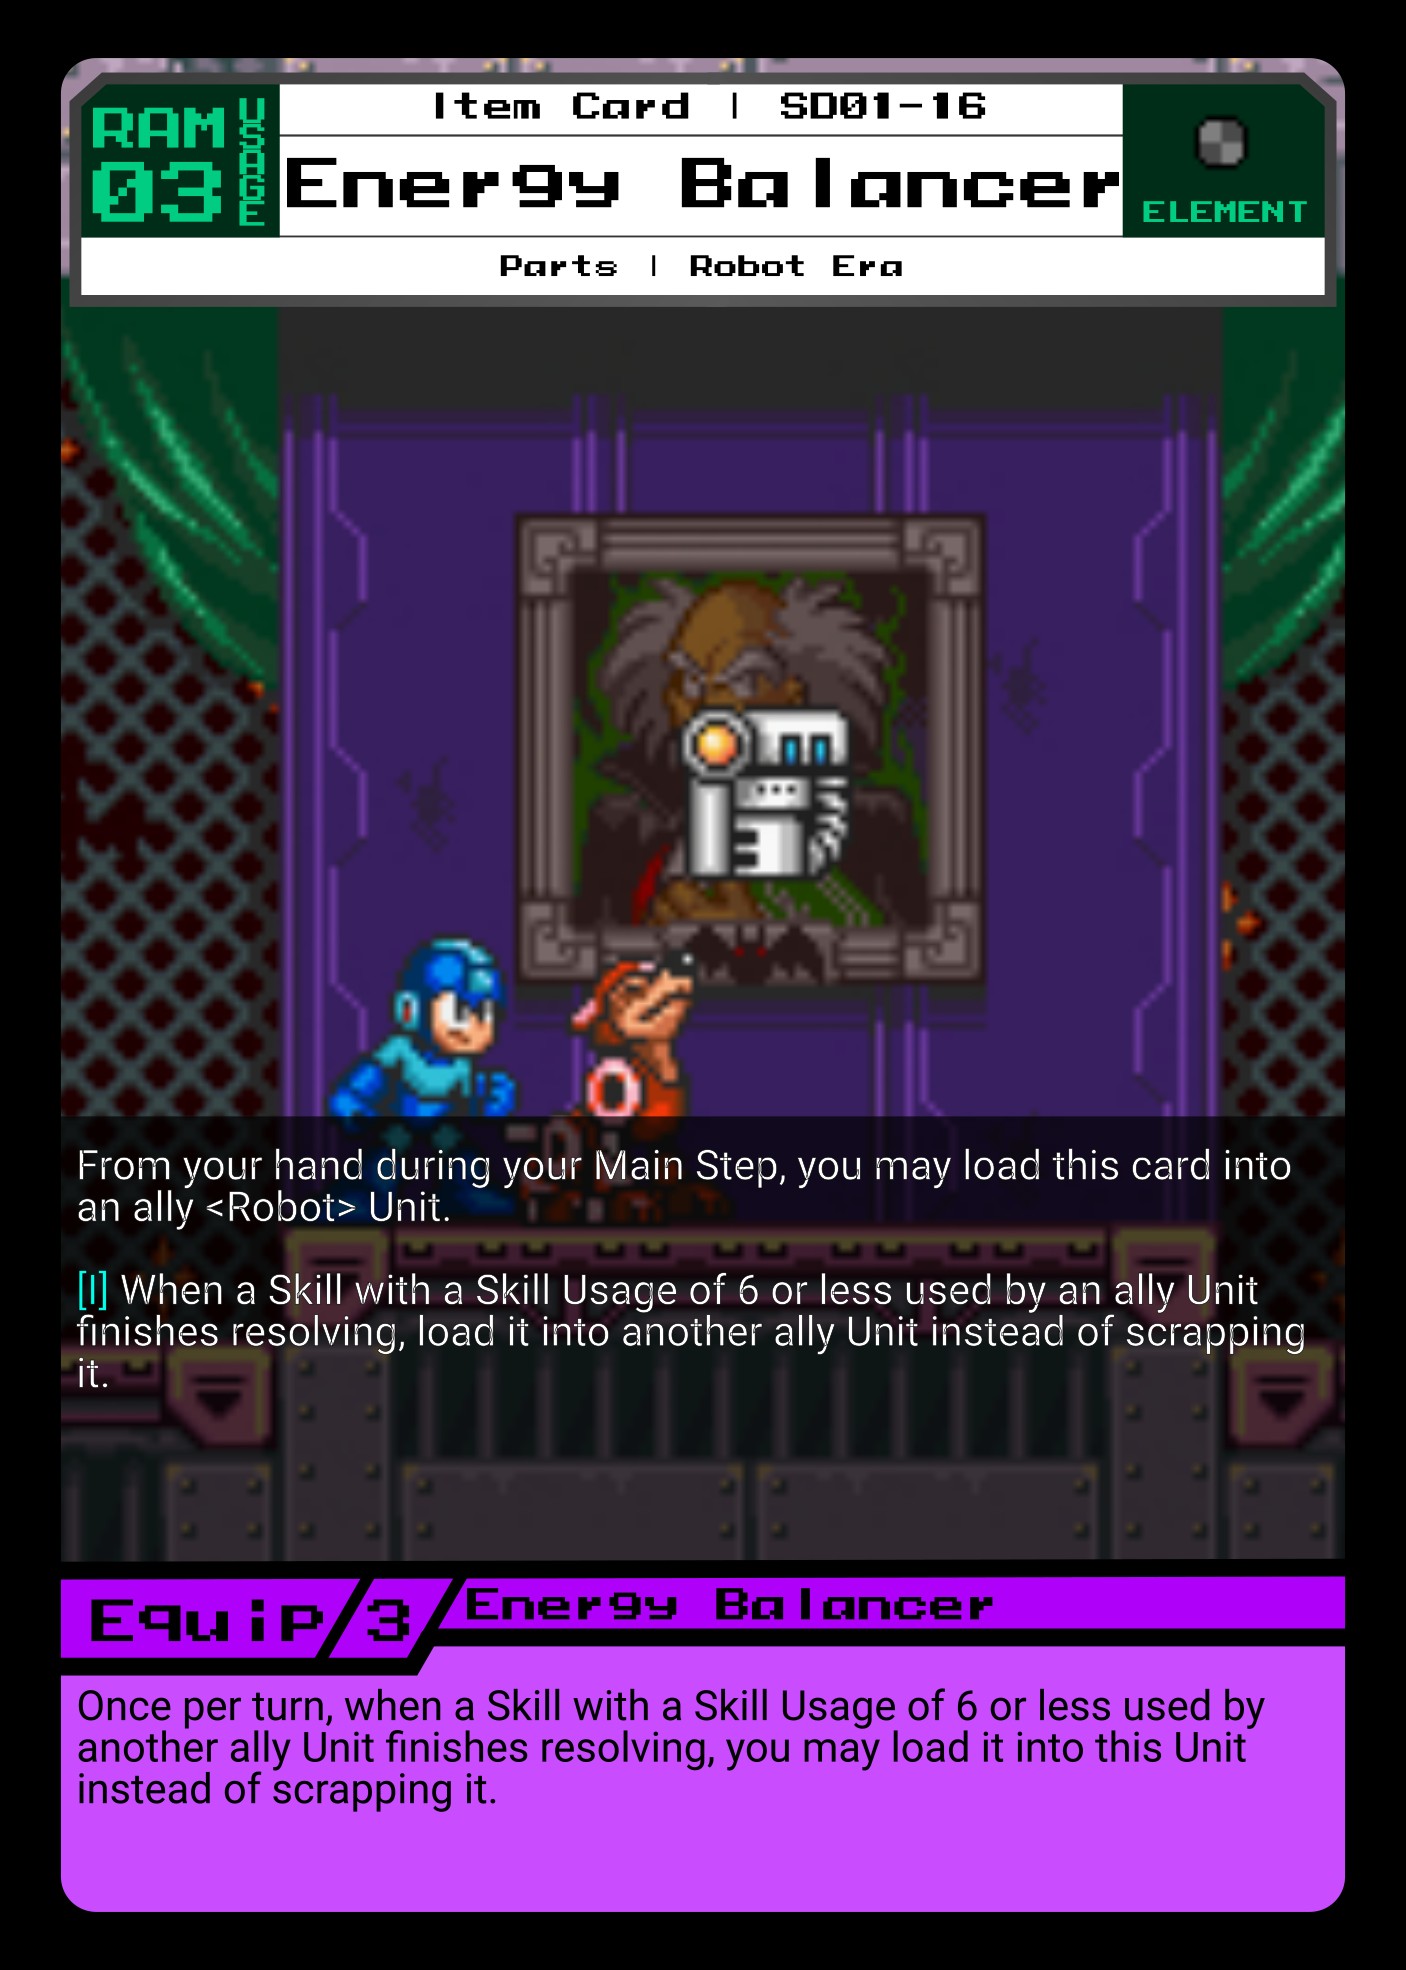 Item Card | SD01-16
RAM
03
USAGE
Energy Balancer
ELEMENT
Parts | Robot Era
From your hand during your Main Step, you may load this card into
an ally <Robot> Unit.
[I] When a Skill with a Skill Usage of 6 or less used by an ally Unit
finishes resolving, load it into another ally Unit instead of scrapping
it.
Equip/3
Energy Balancer
Once per turn, when a Skill with a Skill Usage of 6 or less used by
another ally Unit finishes resolving, you may load it into this Unit
instead of scrapping it.